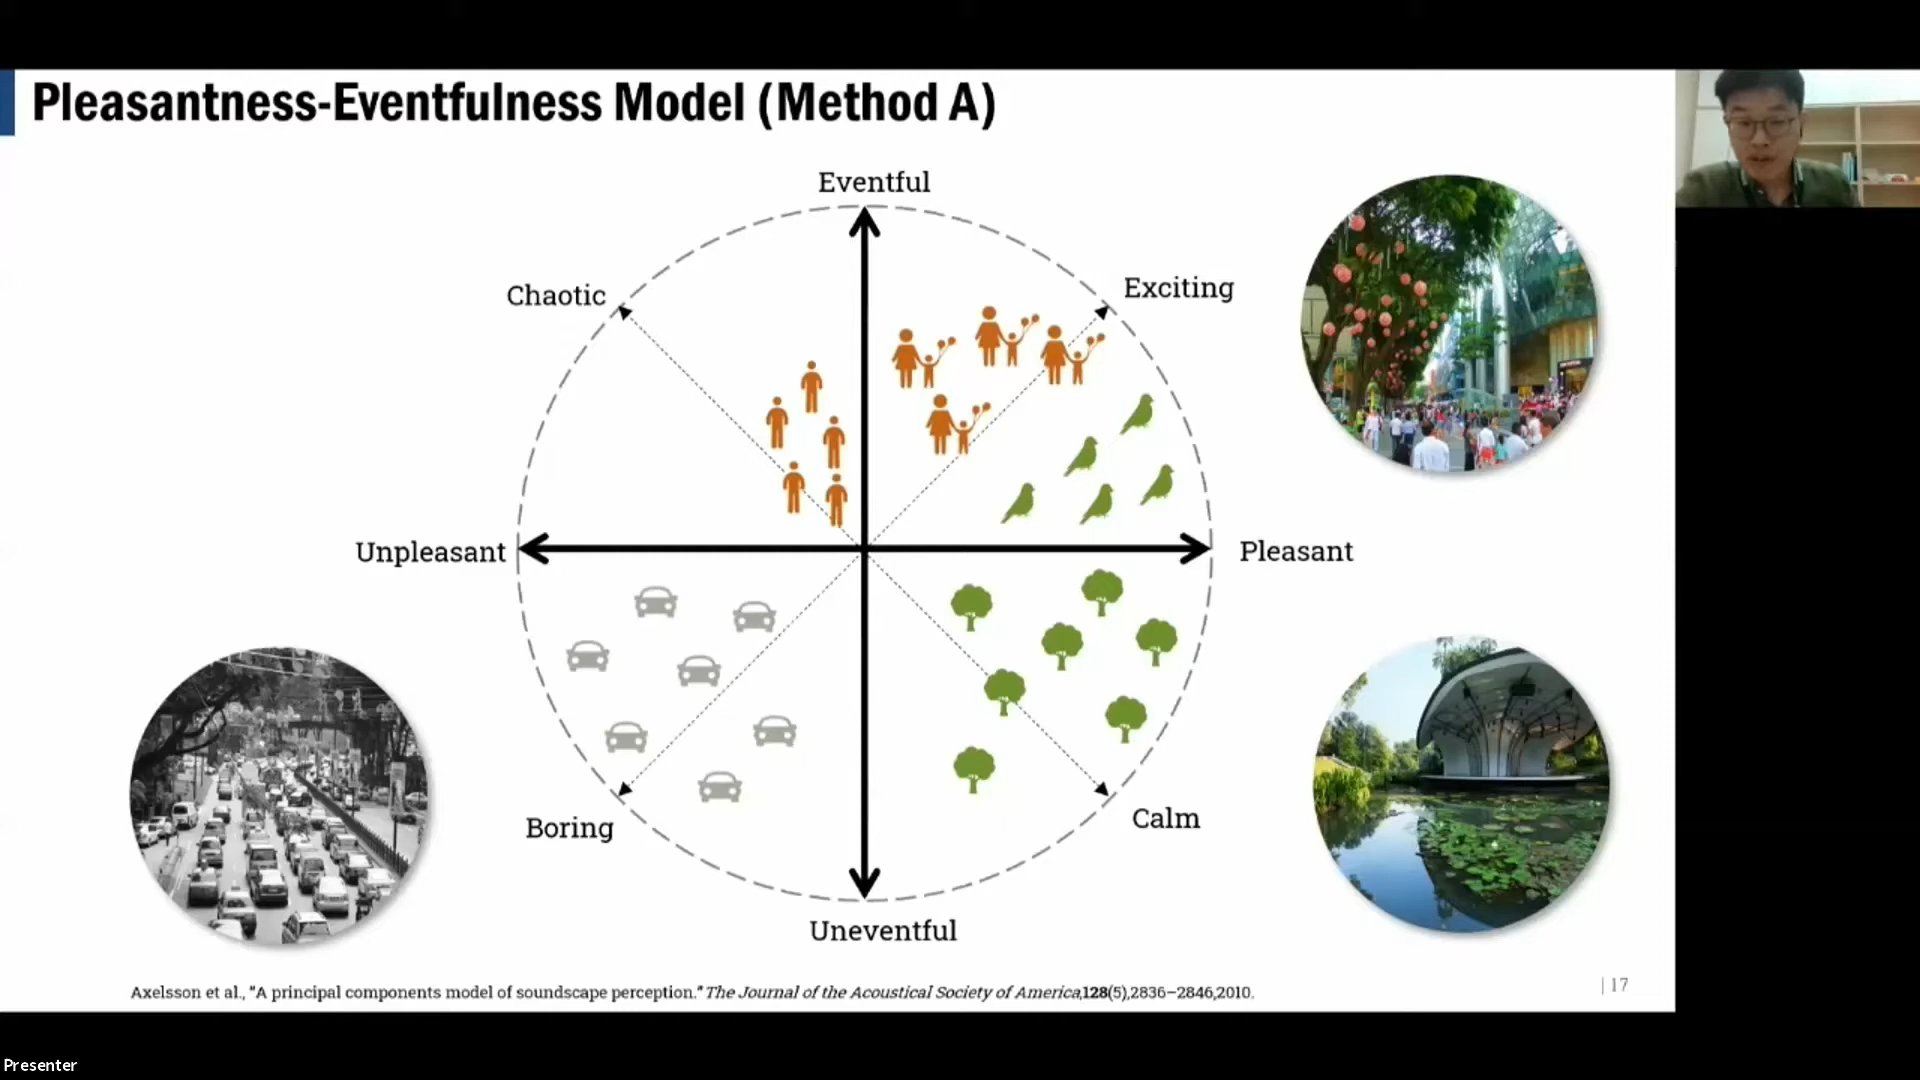 Pleasantness-Eventfulness Model (Method A)
Eventful
Chaotic
Exciting
Unpleasant
Pleasant
Boring
Calm
Uneventful
Axelsson et al., "A principal components model of soundscape perception." The Journal of the Acoustical Society of America,128(5),2836–2846,2010.
| 17
Presenter